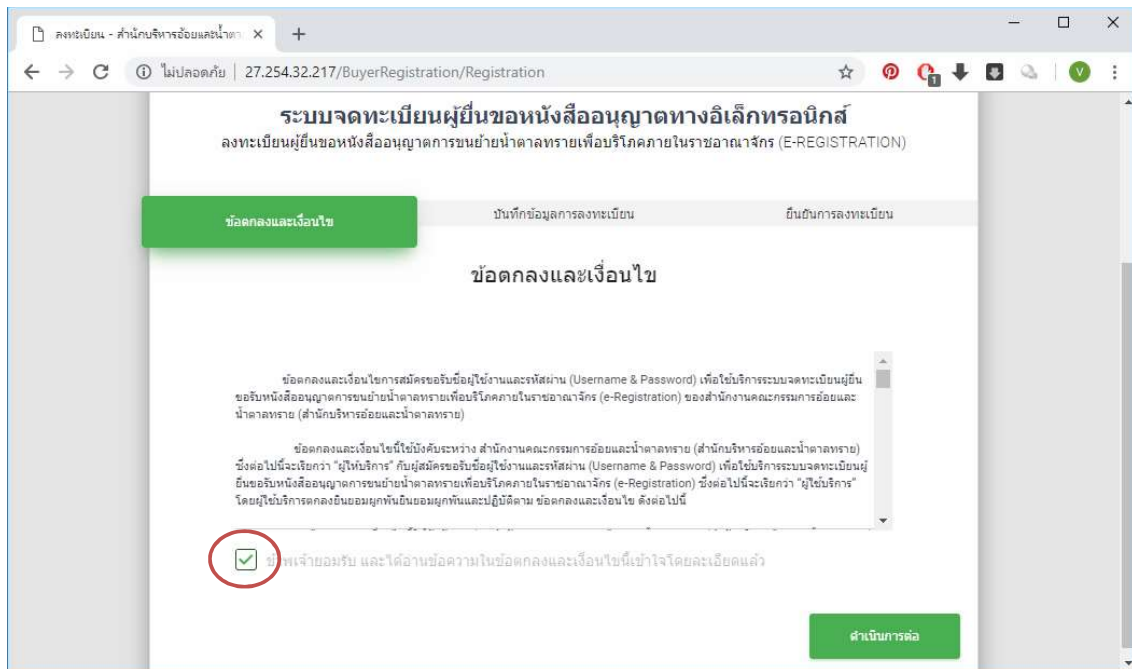 ลงทะเบียน - สำนักบริหารอ้อยและน้ำตา
ไม่ปลอดภัย | 27.254.32.217/BuyerRegistration/Registration
1
V
ระบบจดทะเบียนผู้ยื่นขอหนังสืออนุญาตทางอิเล็กทรอนิกส์
ลงทะเบียนผู้ยื่นขอหนังสืออนุญาตการขนย้ายน้ำตาลทรายเพื่อบริโภคภายในราชอาณาจักร (E-REGISTRATION)
ข้อตกลงและเงื่อนไข
บันทึกข้อมูลการลงทะเบียน
ยืนยันการลงทะเบียน
ข้อตกลงและเงื่อนไข
ข้อตกลงและเงื่อนไขการสมัครขอรับชื่อผู้ใช้งานและรหัสผ่าน (Username & Password) เพื่อใช้บริการระบบจดทะเบียนผู้ยื่น
ขอรับหนังสืออนุญาตการขนย้ายน้ำตาลทรายเพื่อบริโภคภายในราชอาณาจักร (e-Registration) ของสำนักงานคณะกรรมการอ้อยและ
น้ำตาลทราย (สำนักบริหารอ้อยและน้ำตาลทราย)
ข้อตกลงและเงื่อนไขนี้ใช้บังคับระหว่าง สำนักงานคณะกรรมการอ้อยและน้ำตาลทราย (สำนักบริหารอ้อยและน้ำตาลทราย)
ซึ่งต่อไปนี้จะเรียกว่า "ผู้ให้บริการ" กับผู้สมัครขอรับชื่อผู้ใช้งานและรหัสผ่าน (Username & Password) เพื่อใช้บริการระบบจดทะเบียนผู้
ยื่นขอรับหนังสืออนุญาตการขนย้ายน้ำตาลทรายเพื่อบริโภคภายในราชอาณาจักร (e-Registration) ซึ่งต่อไปนี้จะเรียกว่า "ผู้ใช้บริการ"
โดยผู้ใช้บริการตกลงยินยอมผูกพันยินยอมผูกพันและปฏิบัติตาม ข้อตกลงและเงื่อนไข ดังต่อไปนี้
ข้าพเจ้ายอมรับ และได้อ่านข้อความในข้อตกลงและเงื่อนไขนี้เข้าใจโดยละเอียดแล้ว
ดำเนินการต่อ